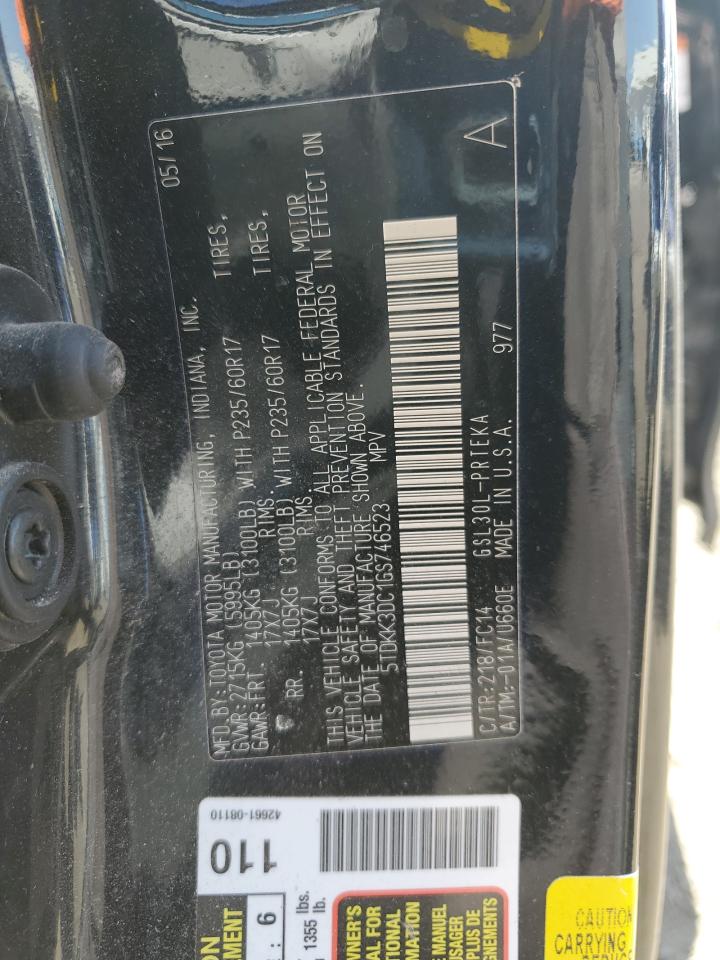 MFD.BY:TOYOTA MOTOR MANUFACTURING, INDIANA, INC. 05/16
GVWR:2715KG (5995LB)
GAWR:FRT 1405KG (3100LB) WITH P235/60R17 TIRES,
17X7J RIMS.
RR. 1405KG (3100LB) WITH P235/60R17 TIRES,
17X7J RIMS.
THIS VEHICLE CONFORMS TO ALL APPLICABLE FEDERAL MOTOR
VEHICLE SAFETY AND THEFT PREVENTION STANDARDS IN EFFECT ON
THE DATE OF MANUFACTURE SHOWN ABOVE.
5TDKK3DC1GS746523 MPV
C/TR:218/FC14 GSL30L-PRTEKA A
A/TM:-01A/U660E MADE IN U.S.A. 977
42661-08110
110
: 6
1355 lbs.
1355 lb.
CAUTION
CARRYING